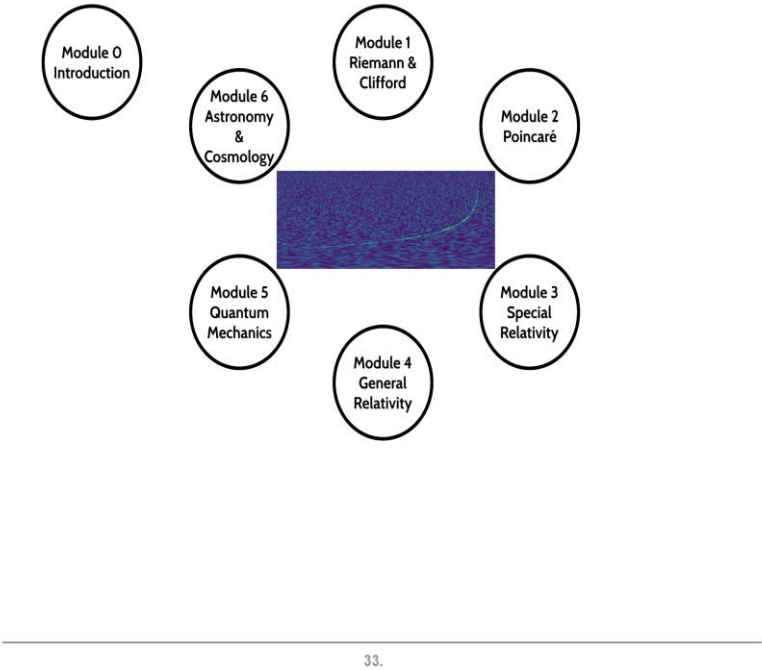 Module 0
Introduction
Module 1
Riemann &
Clifford
Module 6
Astronomy
&
Cosmology
Module 2
Poincaré
Module 5
Quantum
Mechanics
Module 3
Special
Relativity
Module 4
General
Relativity
33.